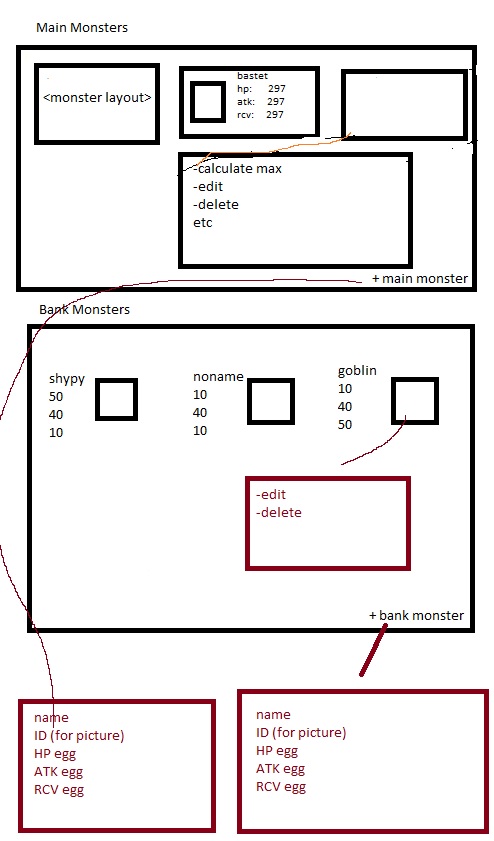 Main Monsters
<monster layout>
bastet
hp: 297
atk: 297
rcv: 297
-calculate max
-edit
-delete
etc
+ main monster
Bank Monsters
shypy
50
40
10
noname
10
40
10
goblin
10
40
50
-edit
-delete
+ bank monster
name
ID (for picture)
HP egg
ATK egg
RCV egg
name
ID (for picture)
HP egg
ATK egg
RCV egg